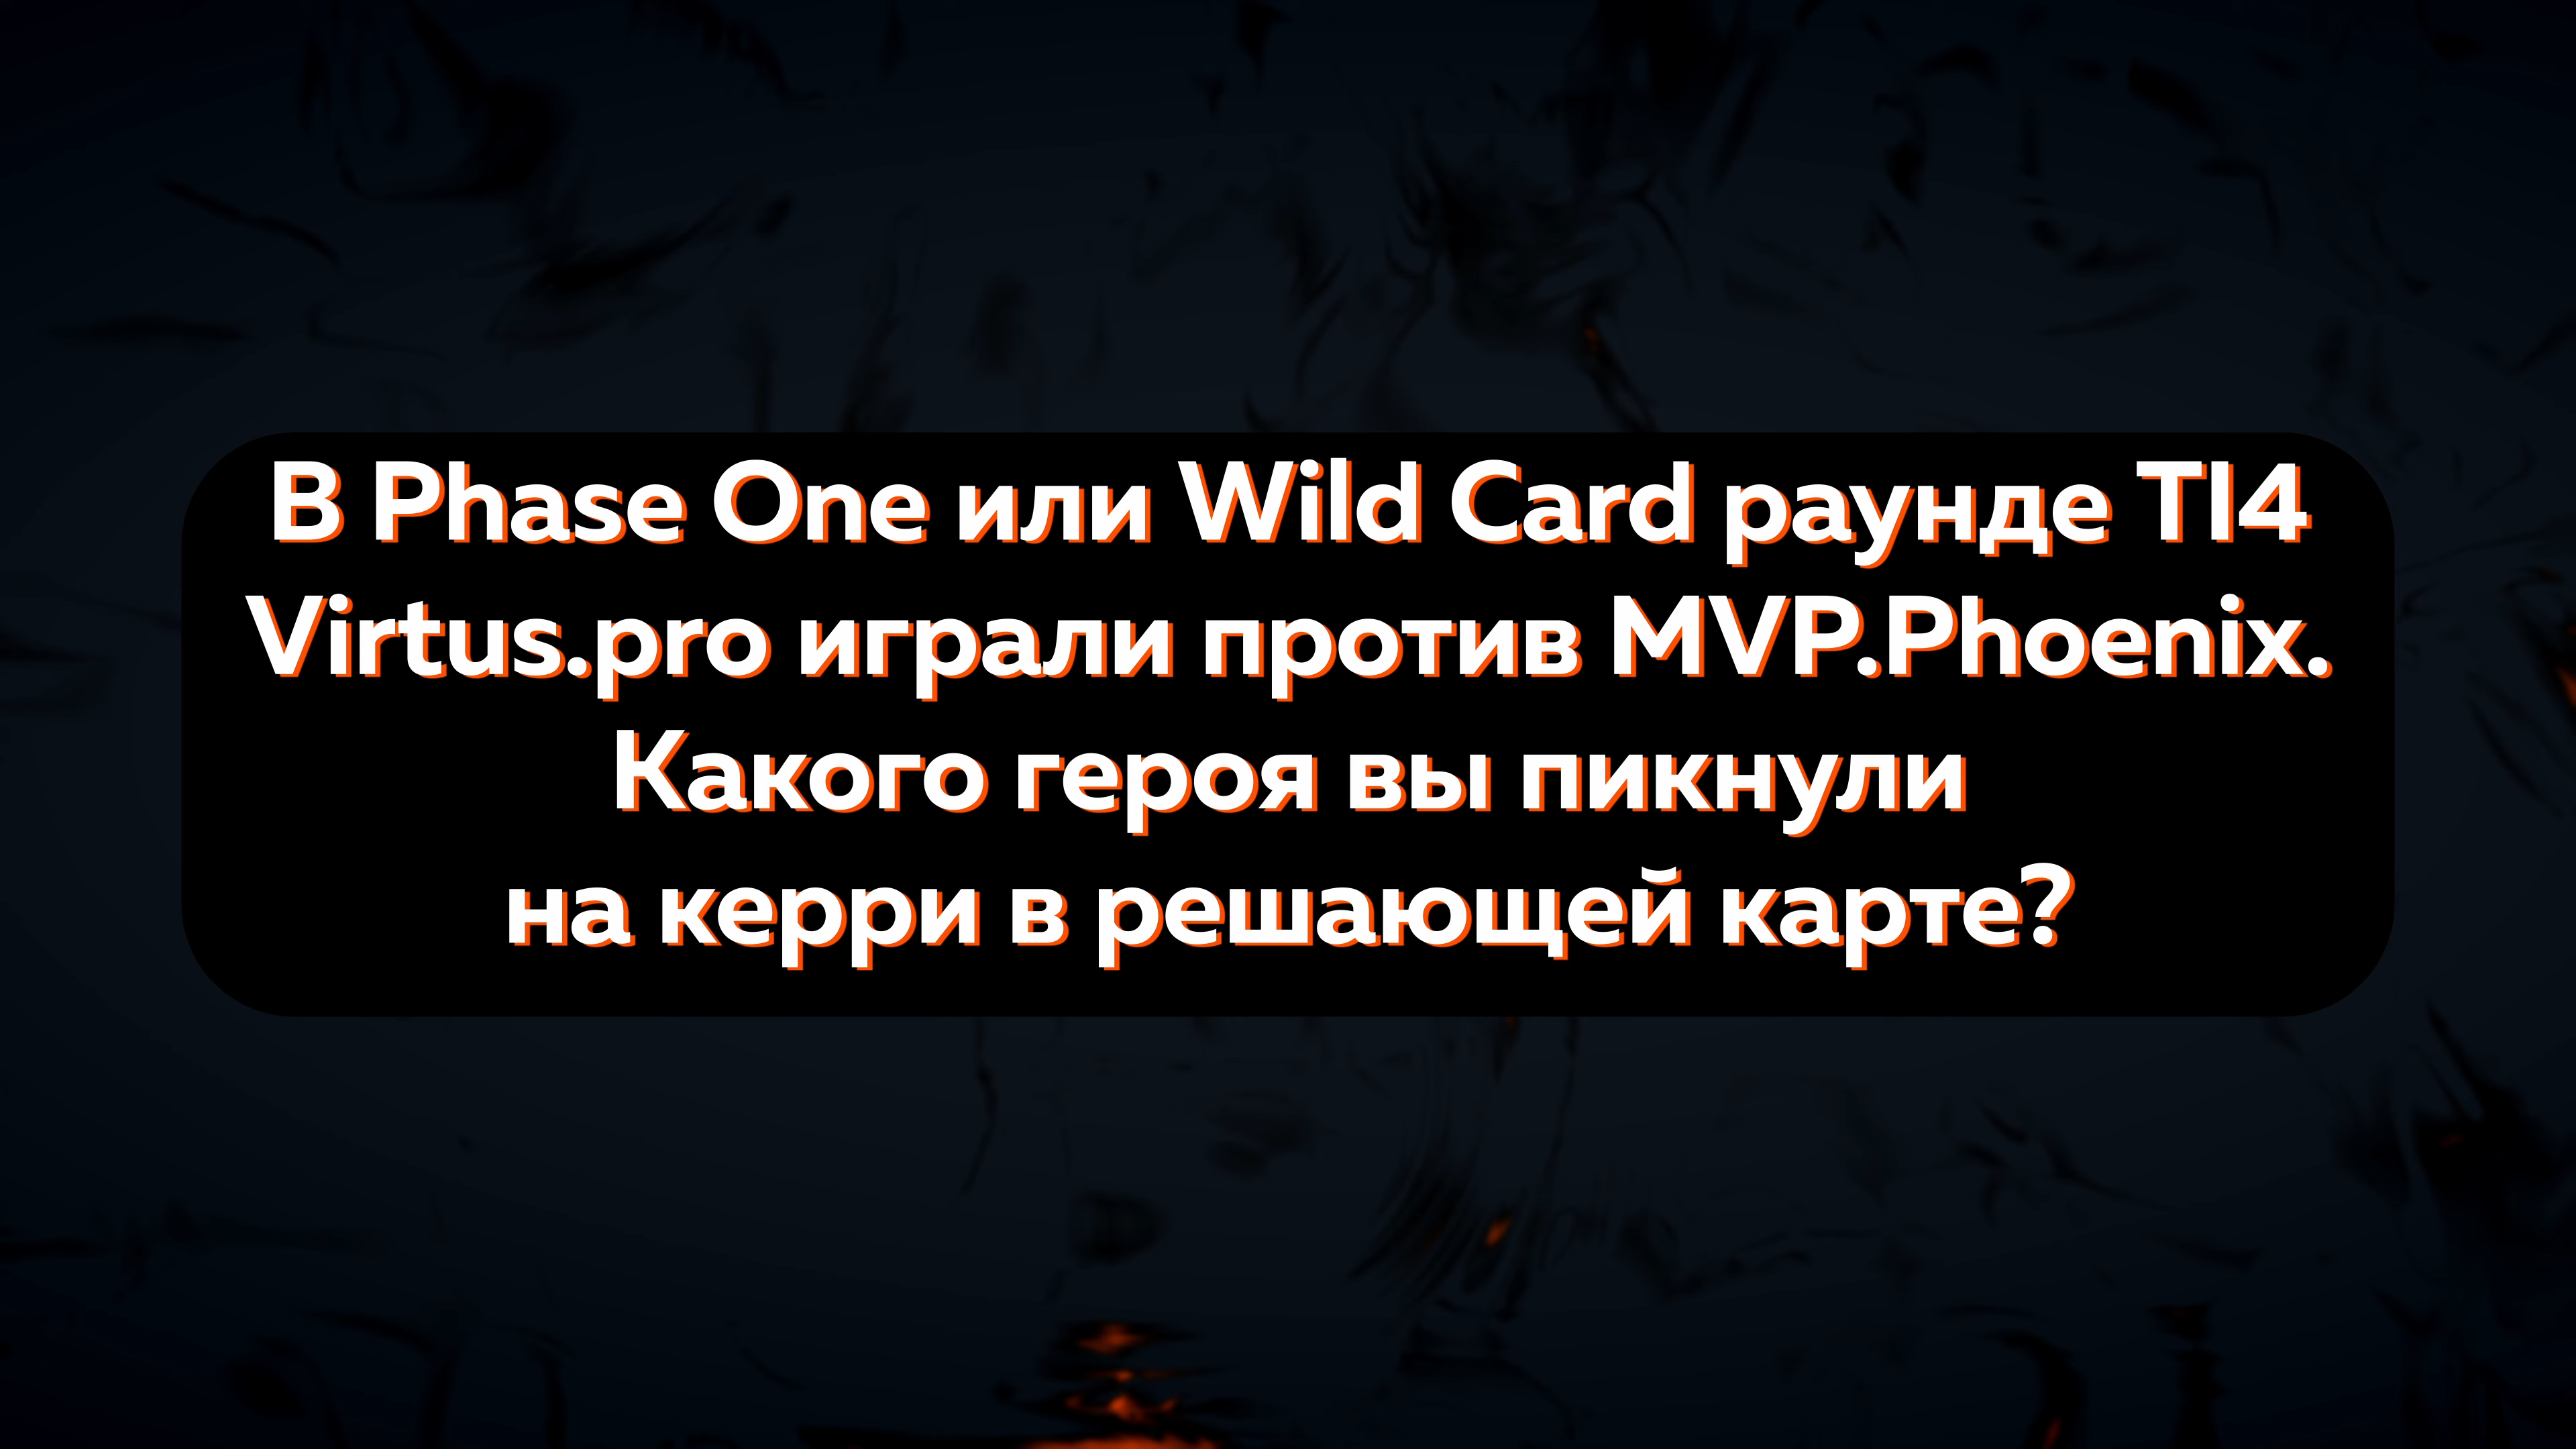 В Phase One или Wild Card раунде TI4
Virtus.pro играли против MVP.Phoenix.
Какого героя вы пикнули
на керри в решающей карте?